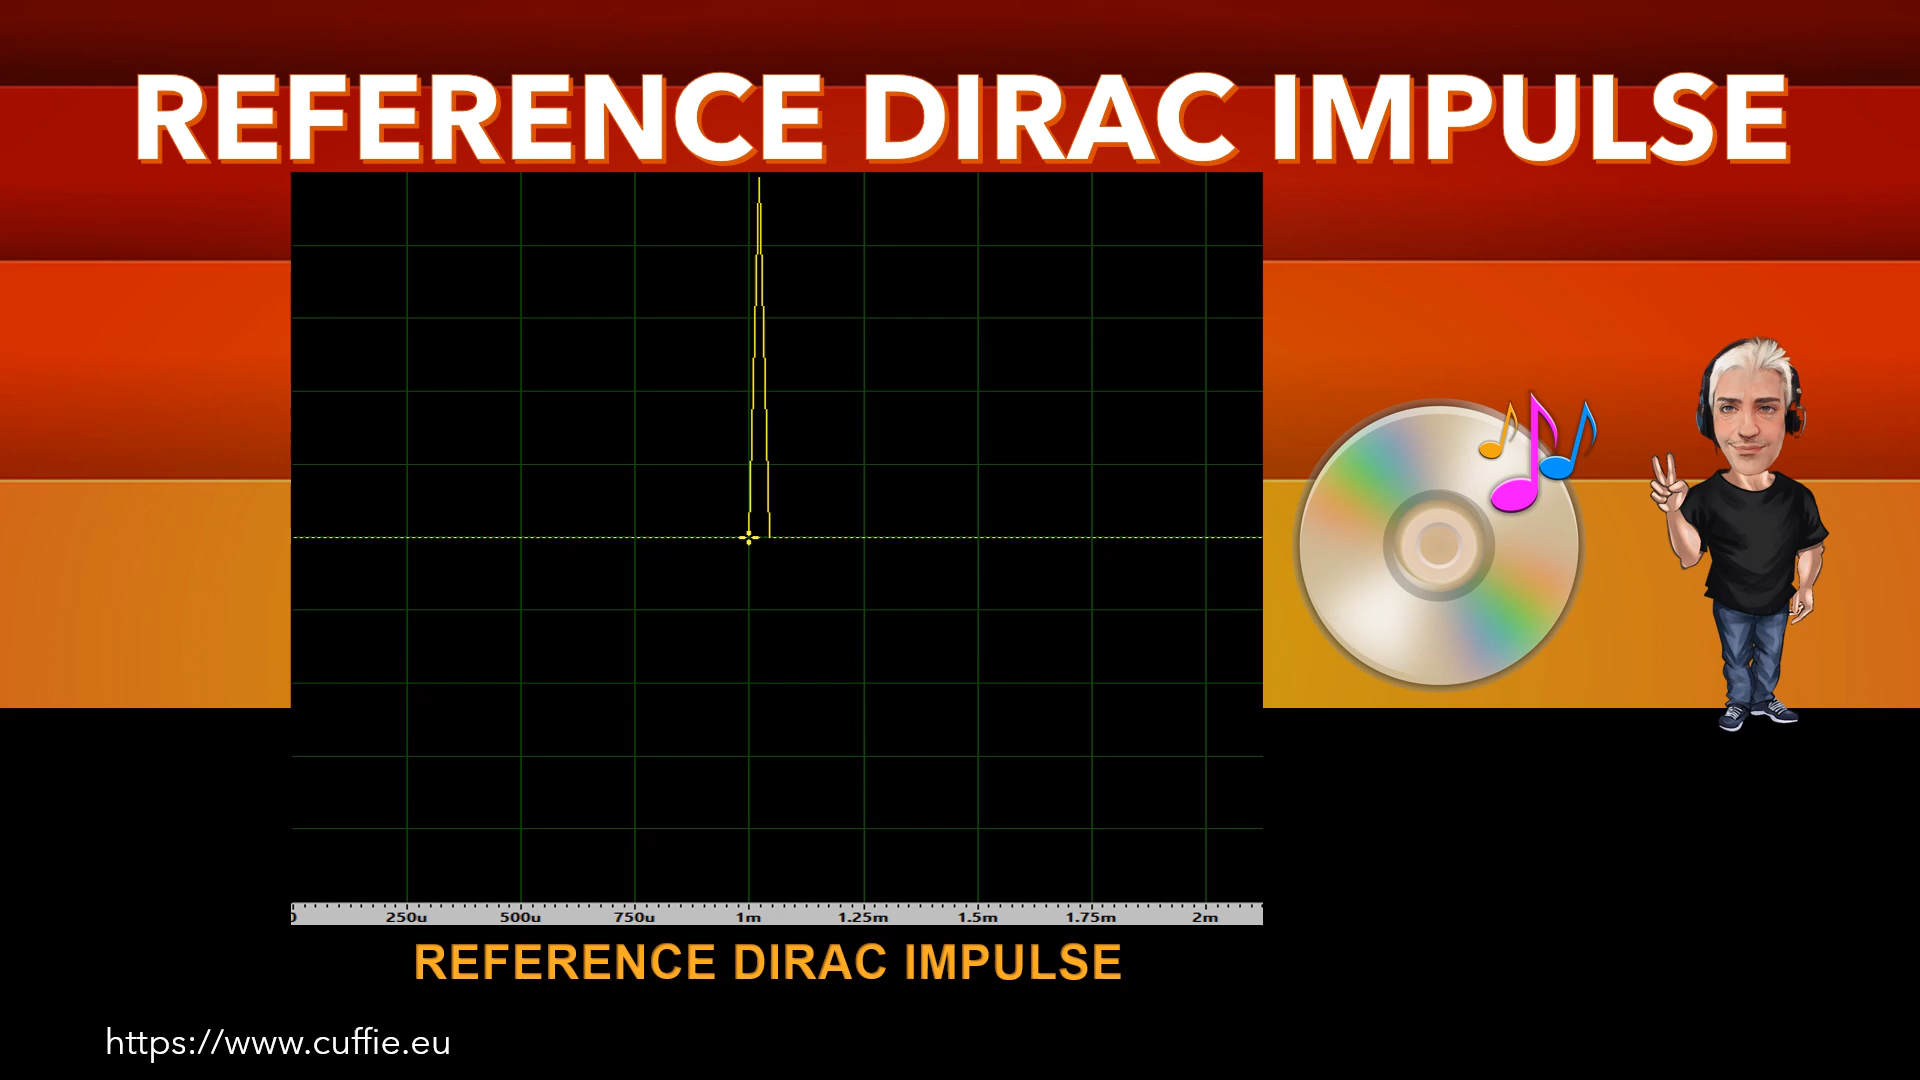 REFERENCE DIRAC IMPULSE
0 250u 500u 750u 1m 1.25m 1.5m 1.75m 2m
REFERENCE DIRAC IMPULSE
https://www.cuffie.eu